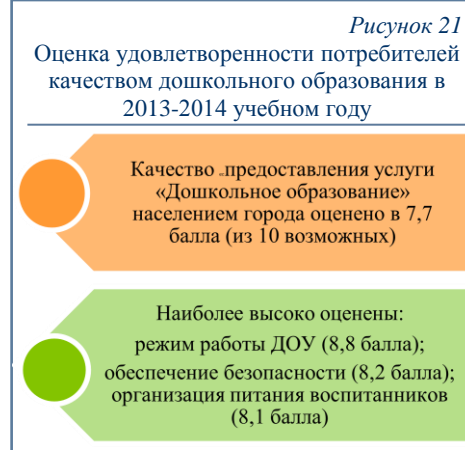 Рисунок 21
Оценка удовлетворенности потребителей
качеством дошкольного образования в
2013-2014 учебном году
Качество предоставления услуги
«Дошкольное образование»
населением города оценено в 7,7
балла (из 10 возможных)
Наиболее высоко оценены:
режим работы ДОУ (8,8 балла);
обеспечение безопасности (8,2 балла);
организация питания воспитанников
(8,1 балла)